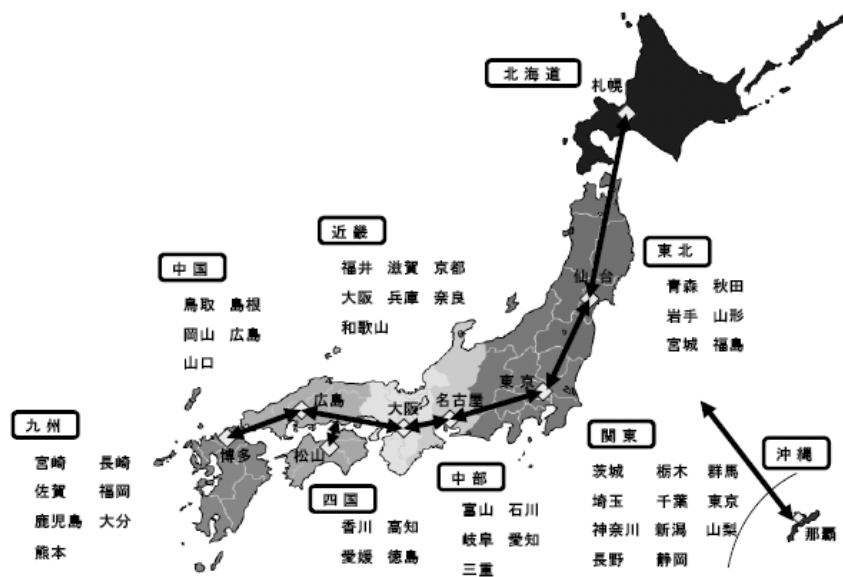 北海道
札幌
近畿
福井 滋賀 京都
大阪 兵庫 奈良
和歌山
中国
鳥取 島根
岡山 広島
山口
東北
青森 秋田
岩手 山形
宮城 福島
仙台
東京
名古屋
大阪
広島
博多
松山
九州
宮崎 長崎
佐賀 福岡
鹿児島 大分
熊本
四国
香川 高知
愛媛 徳島
中部
富山 石川
岐阜 愛知
三重
関東
茨城 栃木 群馬
埼玉 千葉 東京
神奈川 新潟 山梨
長野 静岡
沖縄
那覇